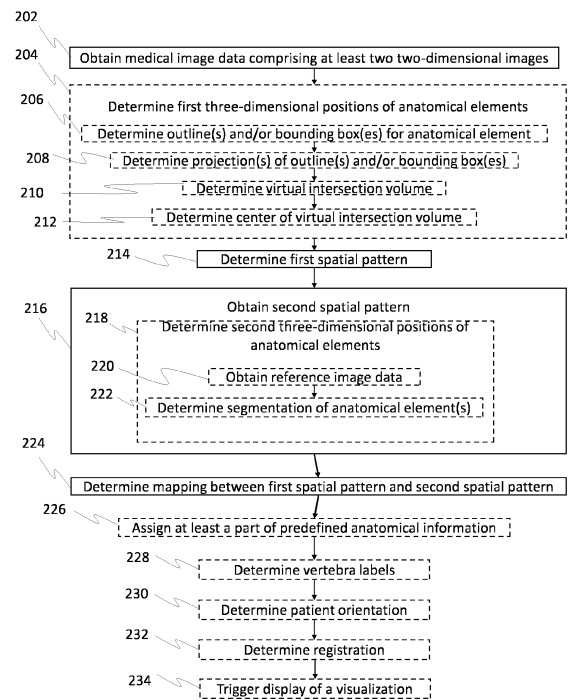 202
Obtain medical image data comprising at least two two-dimensional images
204
Determine first three-dimensional positions of anatomical elements
206
Determine outline(s) and/or bounding box(es) for anatomical element
208
Determine projection(s) of outline(s) and/or bounding box(es)
210
Determine virtual intersection volume
212
Determine center of virtual intersection volume
214
Determine first spatial pattern
216
Obtain second spatial pattern
218
Determine second three-dimensional positions of
anatomical elements
220
Obtain reference image data
222
Determine segmentation of anatomical element(s)
224
Determine mapping between first spatial pattern and second spatial pattern
226
Assign at least a part of predefined anatomical information
228
Determine vertebra labels
230
Determine patient orientation
232
Determine registration
234
Trigger display of a visualization